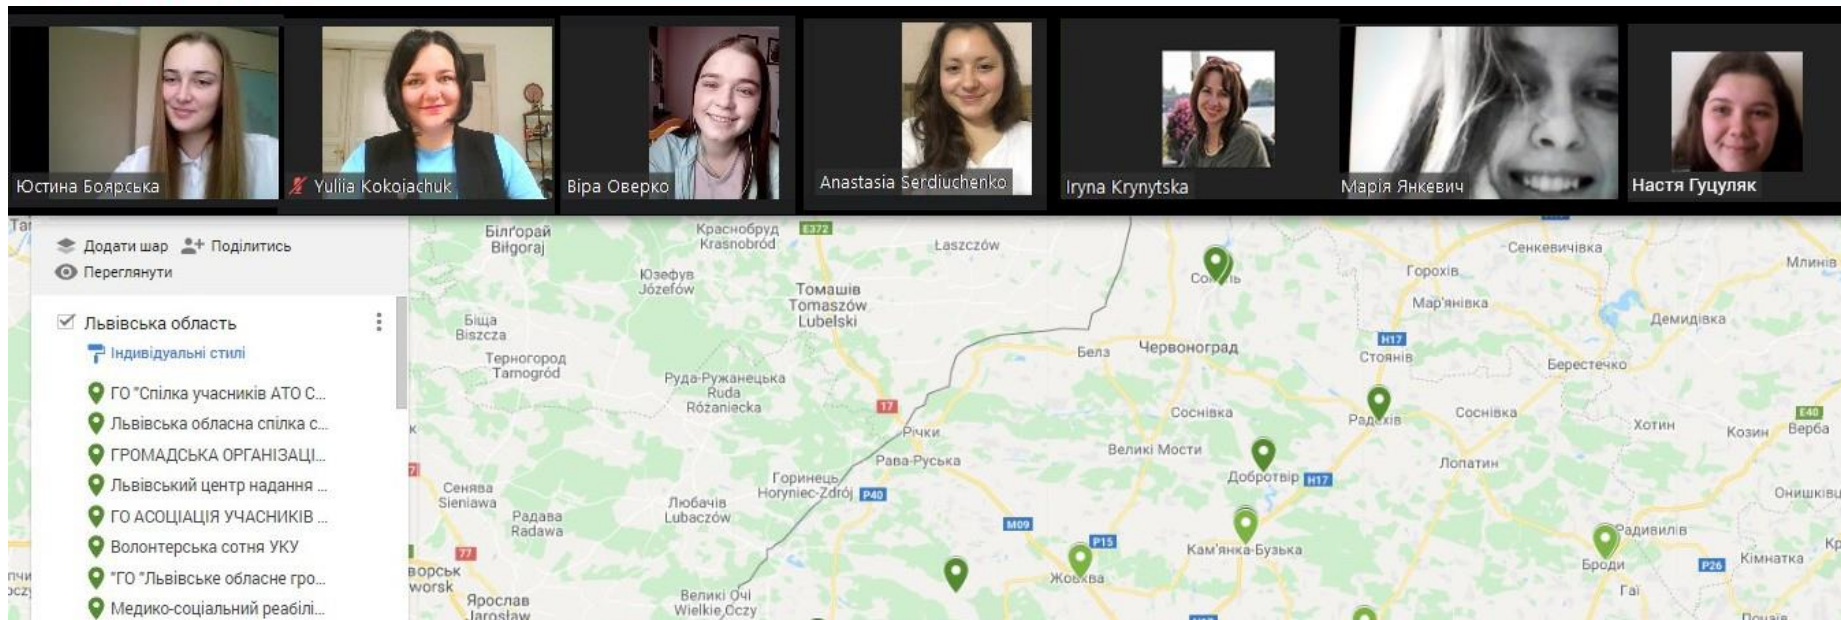 Юстина Боярська
Yuliia Kokoiachuk
Віра Оверко
Anastasia Serdiuchenko
Iryna Krynytska
Марія Янкевич
Настя Гуцуляк
Додати шар
Поділитись
Переглянути
Львівська область
Індивідуальні стилі
ГО "Спілка учасників АТО С...
Львівська обласна спілка с...
ГРОМАДСЬКА ОРГАНІЗАЦІ...
Львівський центр надання ...
ГО АСОЦІАЦІЯ УЧАСНИКІВ ...
Волонтерська сотня УКУ
"ГО "Львівське обласне гро...
Медико-соціальний реабілі...
Білґорай
Biłgoraj
Краснобруд
Krasnobród
E372
Łaszczów
Сенкевичівка
Млинів
Горохів
Юзефув
Józefów
Томашів
Tomaszów
Lubelski
Мар'янівка
Демидівка
Біща
Biszcza
Белз
Червоноград
H17
Стоянів
Берестечко
Терногород
Tarnogród
Руда-Ружанецька
Ruda
Różaniecka
17
Соснівка
Радехів
Соснівка
Хотин
Козин
E40
Верба
Річки
Великі Мости
Рава-Руська
Добротвір
H17
Лопатин
Сенява
Sieniawa
Горинець
Horyniec-Zdrój
P40
Любачів
Lubaczów
Радава
Radawa
M09
P15
Кам'янка-Бузька
Радивилів
77
Жовква
Броди
P26
Кімнатка
Гаї
Великі Очі
Wielkie Oczy
Ярослав
Jarosław